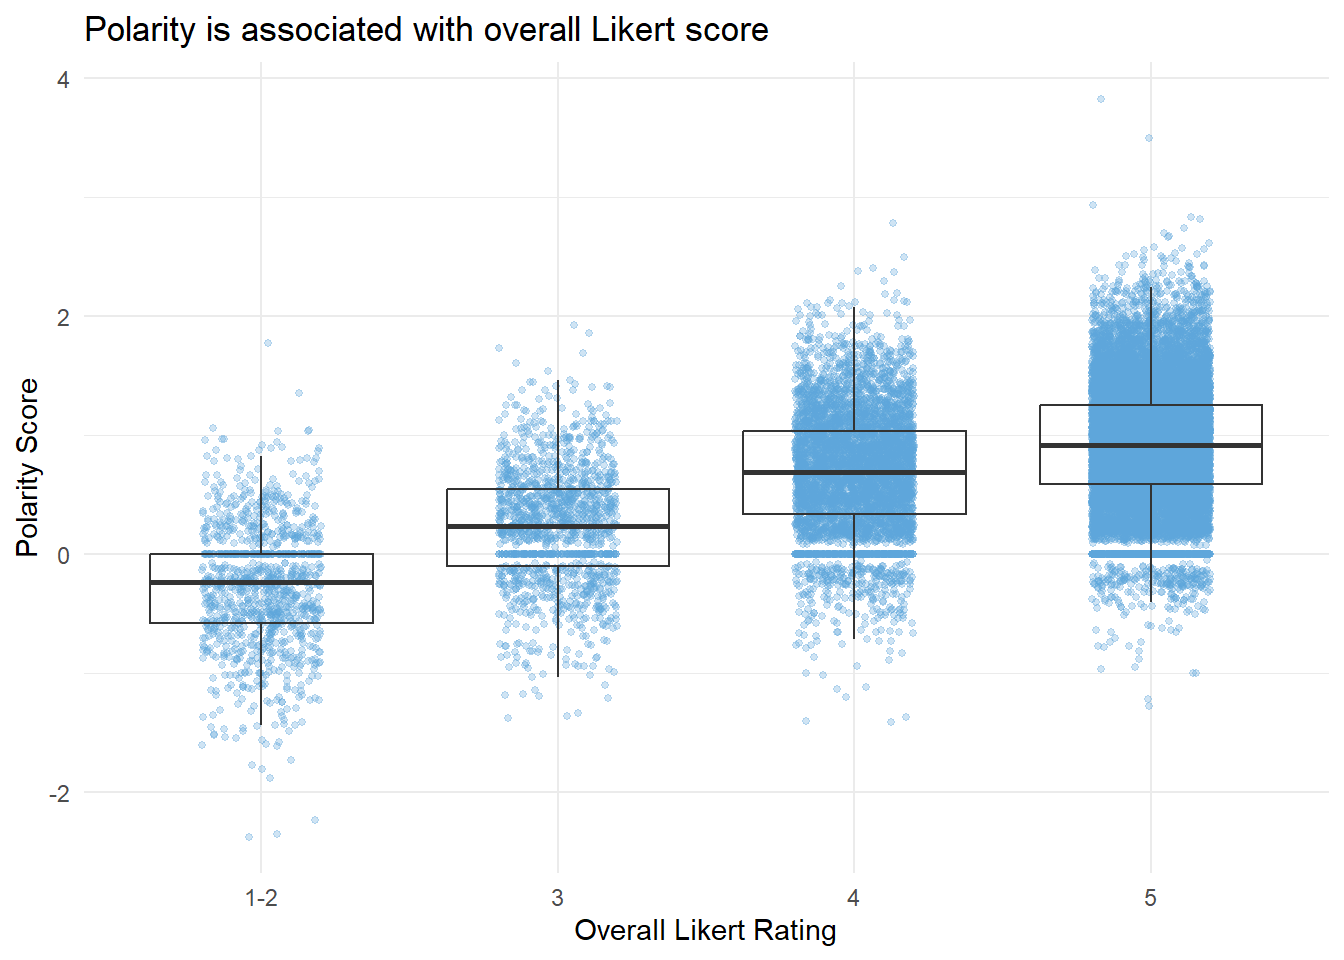 Polarity is associated with overall Likert score
4
2
0
-2
Polarity Score
1-2
3
4
5
Overall Likert Rating